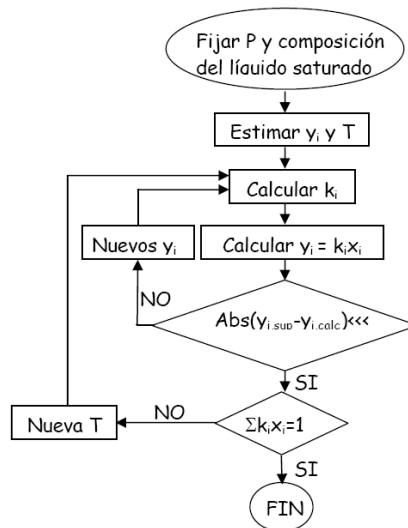 Fijar P y composición
del líquido saturado
Estimar yᵢ y T
Calcular kᵢ
Nuevos yᵢ
Calcular yᵢ = kᵢxᵢ
NO
Abs(yᵢ.sup-yᵢ.calc)<<<
SI
Nueva T
NO
Σkᵢxᵢ=1
SI
FIN